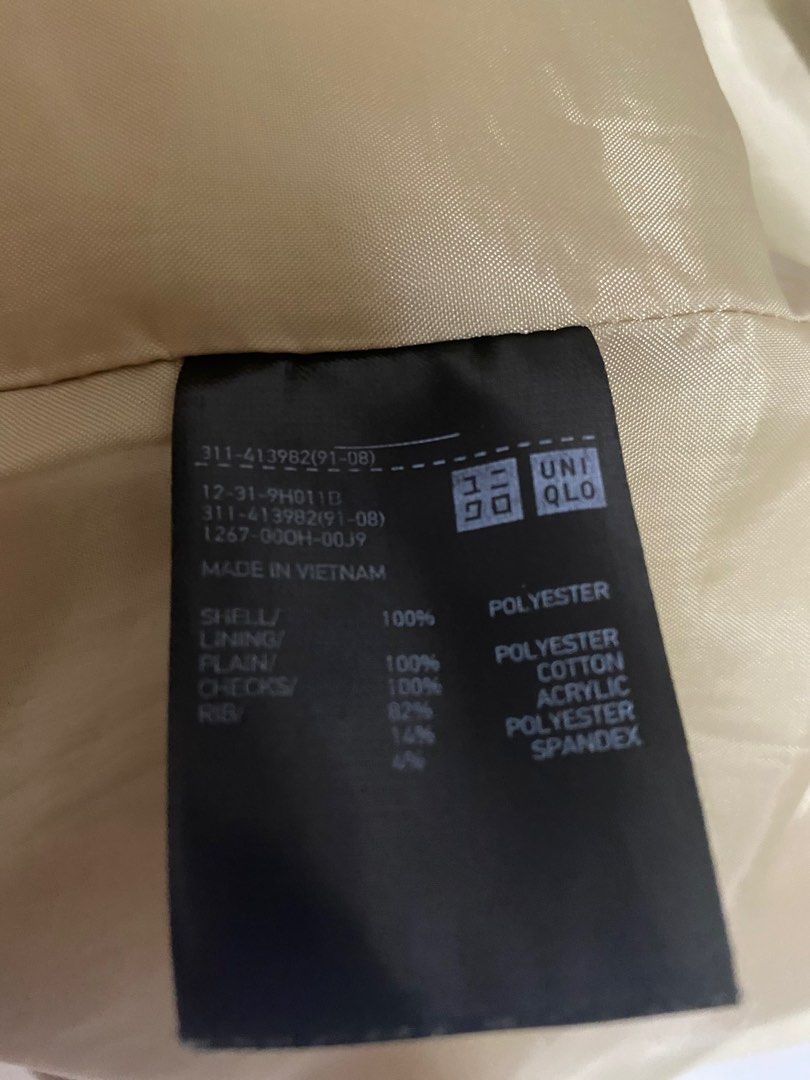 311-413982(91-08)
ユニ
クロ
UNI
QLO
12-31-9H011B
311-413982(91-08)
1267-000H-00J9
MADE IN VIETNAM
SHELL/ 100% POLYESTER
LINING/
PLAIN/ 100% POLYESTER
CHECKS/ 100% COTTON
RIB/ 82% ACRYLIC
14% POLYESTER
4% SPANDEX